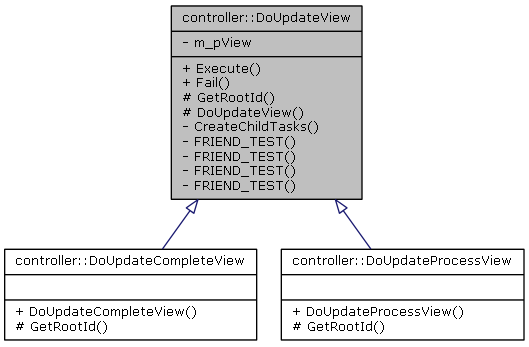 controller::DoUpdateView
- m_pView
+ Execute()
+ Fail()
# GetRootId()
# DoUpdateView()
- CreateChildTasks()
- FRIEND_TEST()
- FRIEND_TEST()
- FRIEND_TEST()
- FRIEND_TEST()
controller::DoUpdateCompleteView
+ DoUpdateCompleteView()
# GetRootId()
controller::DoUpdateProcessView
+ DoUpdateProcessView()
# GetRootId()